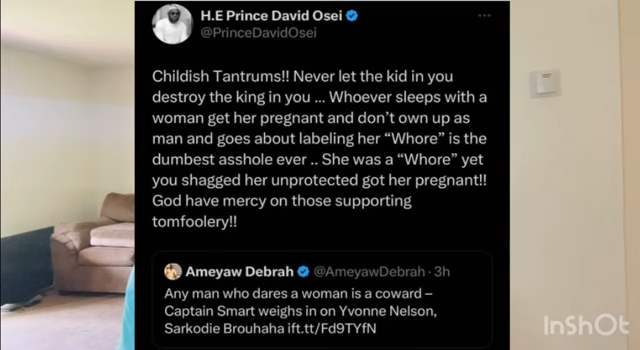 H.E Prince David Osei
@PrinceDavidOsei
Childish Tantrums!! Never let the kid in you
destroy the king in you ... Whoever sleeps with a
woman get her pregnant and don't own up as
man and goes about labeling her “Whore” is the
dumbest asshole ever .. She was a “Whore” yet
you shagged her unprotected got her pregnant!!
God have mercy on those supporting
tomfoolery!!
Ameyaw Debrah @AmeyawDebrah · 3h
Any man who dares a woman is a coward –
Captain Smart weighs in on Yvonne Nelson,
Sarkodie Brouhaha ift.tt/Fd9TYfN
InShOt